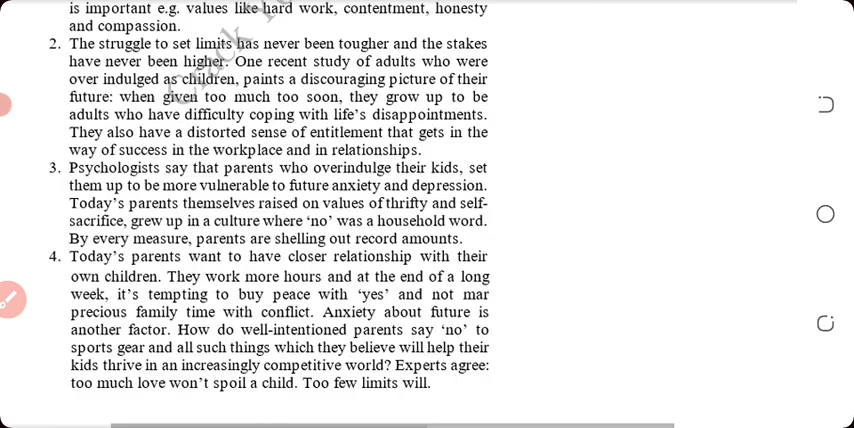 is important e.g. values like hard work, contentment, honesty
and compassion.
2. The struggle to set limits has never been tougher and the stakes
have never been higher. One recent study of adults who were
over indulged as children, paints a discouraging picture of their
future: when given too much too soon, they grow up to be
adults who have difficulty coping with life's disappointments.
They also have a distorted sense of entitlement that gets in the
way of success in the workplace and in relationships.
3. Psychologists say that parents who overindulge their kids, set
them up to be more vulnerable to future anxiety and depression.
Today's parents themselves raised on values of thrifty and self-
sacrifice, grew up in a culture where 'no' was a household word.
By every measure, parents are shelling out record amounts.
4. Today's parents want to have closer relationship with their
own children. They work more hours and at the end of a long
week, it's tempting to buy peace with 'yes' and not mar
precious family time with conflict. Anxiety about future is
another factor. How do well-intentioned parents say 'no' to
sports gear and all such things which they believe will help their
kids thrive in an increasingly competitive world? Experts agree:
too much love won't spoil a child. Too few limits will.
Crack